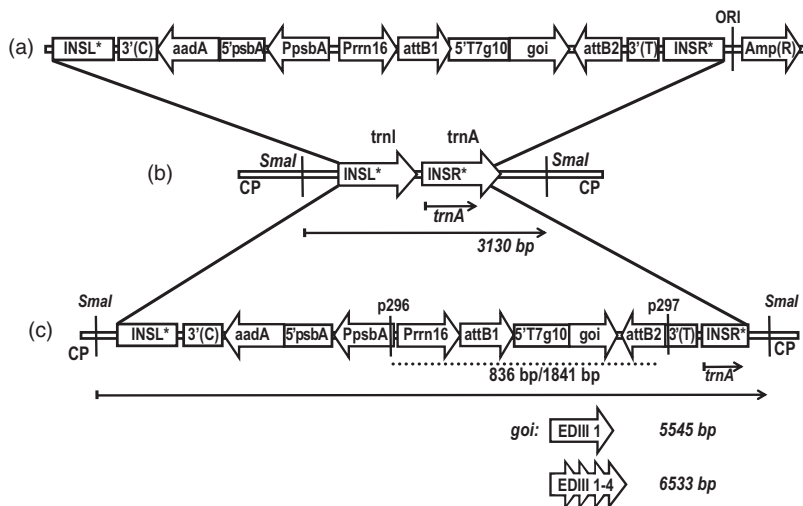 ORI
(a) INSL* 3'(C) aadA 5'psbA PpsbA Prrn16 attB1 5'T7g10 goi attB2 3'(T) INSR* Amp(R)
trnI trnA
(b) SmaI INSL* INSR* SmaI
CP CP
trnA
3130 bp
SmaI p296 p297 SmaI
(c) INSL* 3'(C) aadA 5'psbA PpsbA Prrn16 attB1 5'T7g10 goi attB2 3'(T) INSR*
CP CP
836 bp/1841 bp trnA
goi: EDIII 1 5545 bp
EDIII 1-4 6533 bp